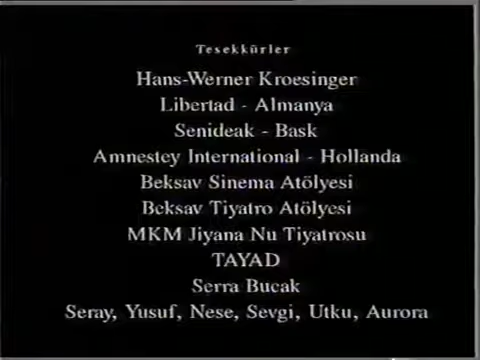 Tesekkürler
Hans-Werner Kroesinger
Libertad - Almanya
Senideak - Bask
Amnestey International - Hollanda
Beksav Sinema Atölyesi
Beksav Tiyatro Atölyesi
MKM Jiyana Nu Tiyatrosu
TAYAD
Serra Bucak
Seray, Yusuf, Nese, Sevgi, Utku, Aurora